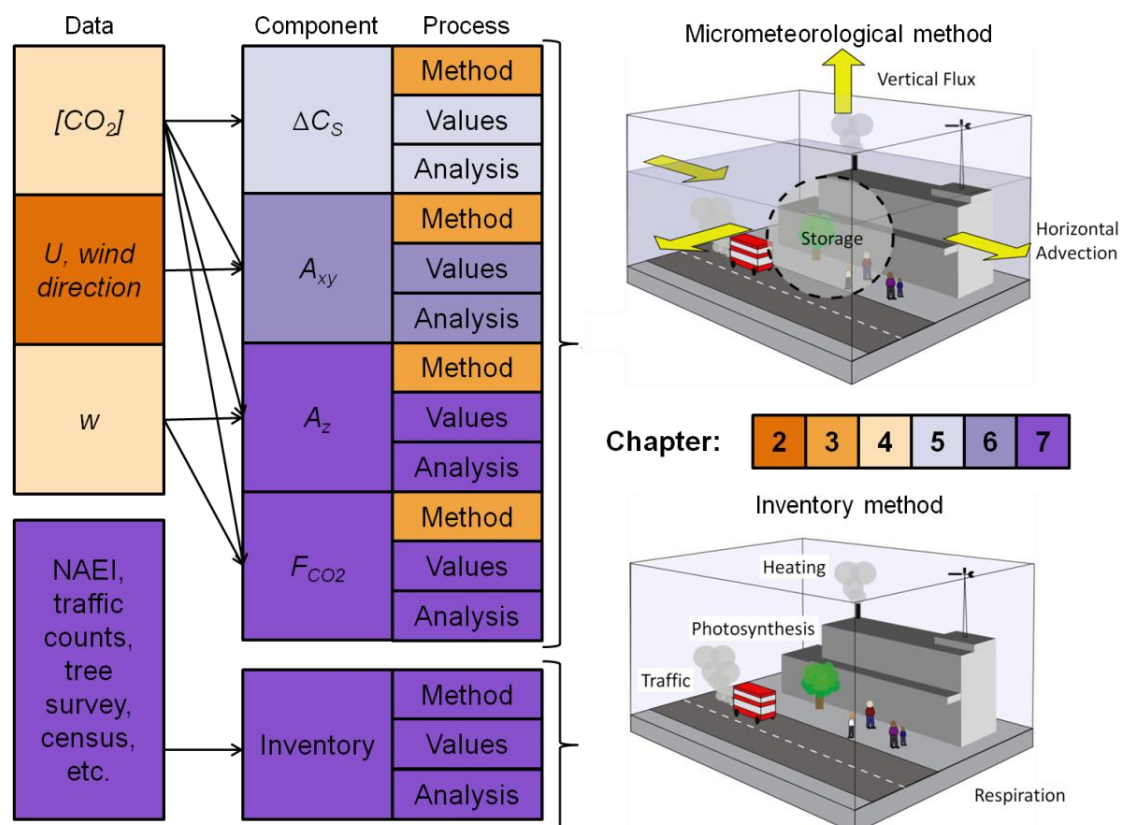 Data
Component
Process
[CO2]
U, wind
direction
w
NAEI,
traffic
counts,
tree
survey,
census,
etc.
ΔCS
Method
Values
Analysis
Axy
Method
Values
Analysis
Az
Method
Values
Analysis
FCO2
Method
Values
Analysis
Inventory
Method
Values
Analysis
Micrometeorological method
Vertical Flux
Storage
Horizontal
Advection
Chapter: 2 3 4 5 6 7
Inventory method
Heating
Photosynthesis
Traffic
Respiration